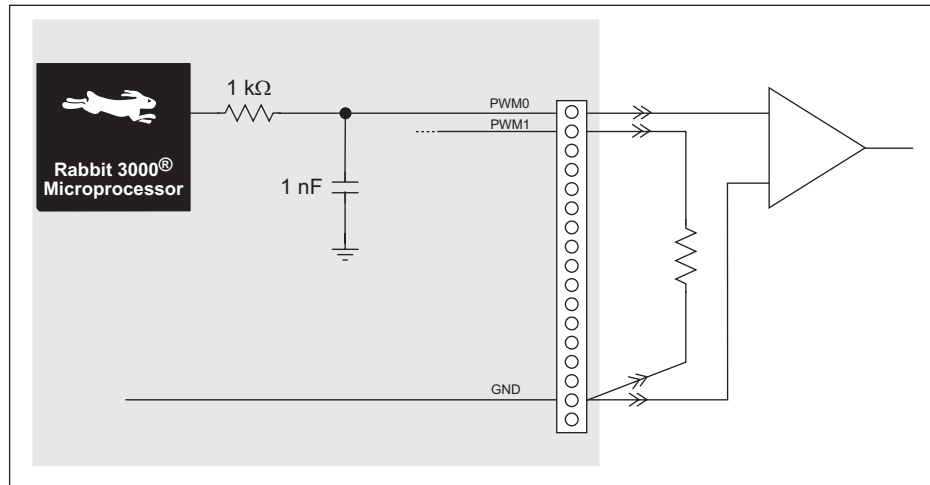 1 kΩ
PWM0
PWM1
Rabbit 3000®
Microprocessor
1 nF
GND